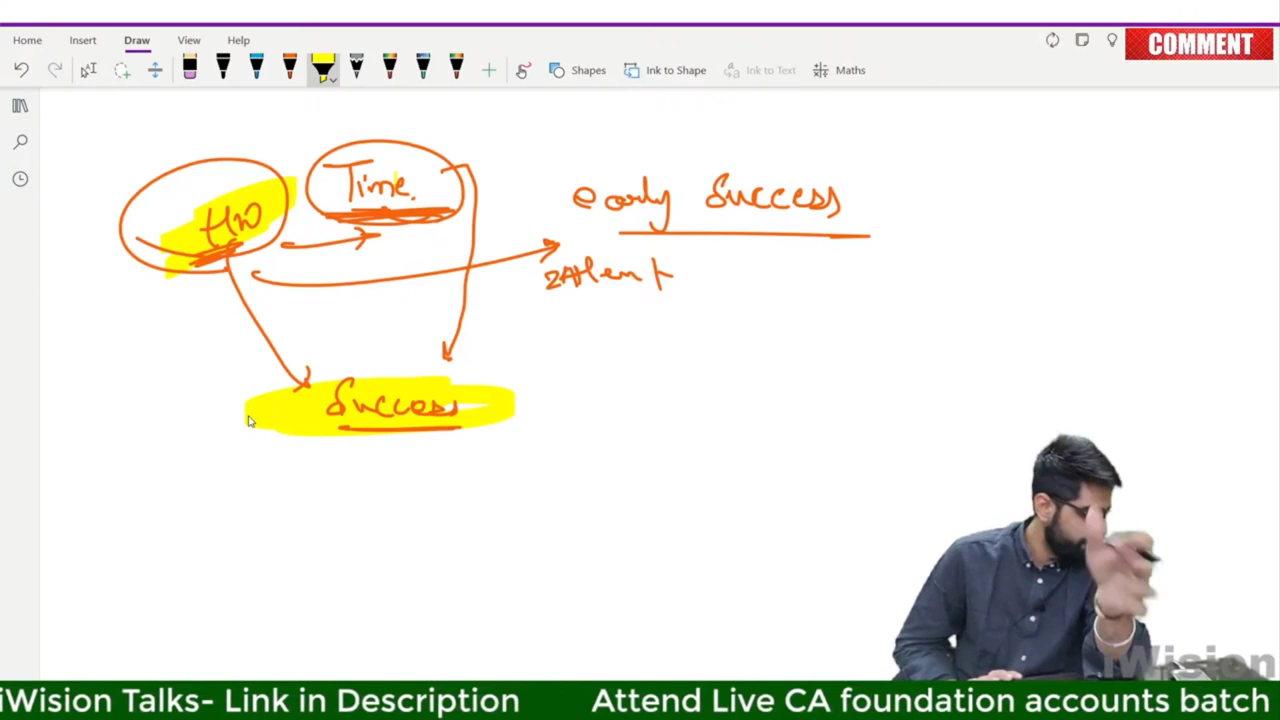 Home Insert Draw View Help
COMMENT
Shapes Ink to Shape Ink to Text Maths
HW
Time.
early success
Success
iWision
iWision Talks- Link in Description Attend Live CA foundation accounts batch